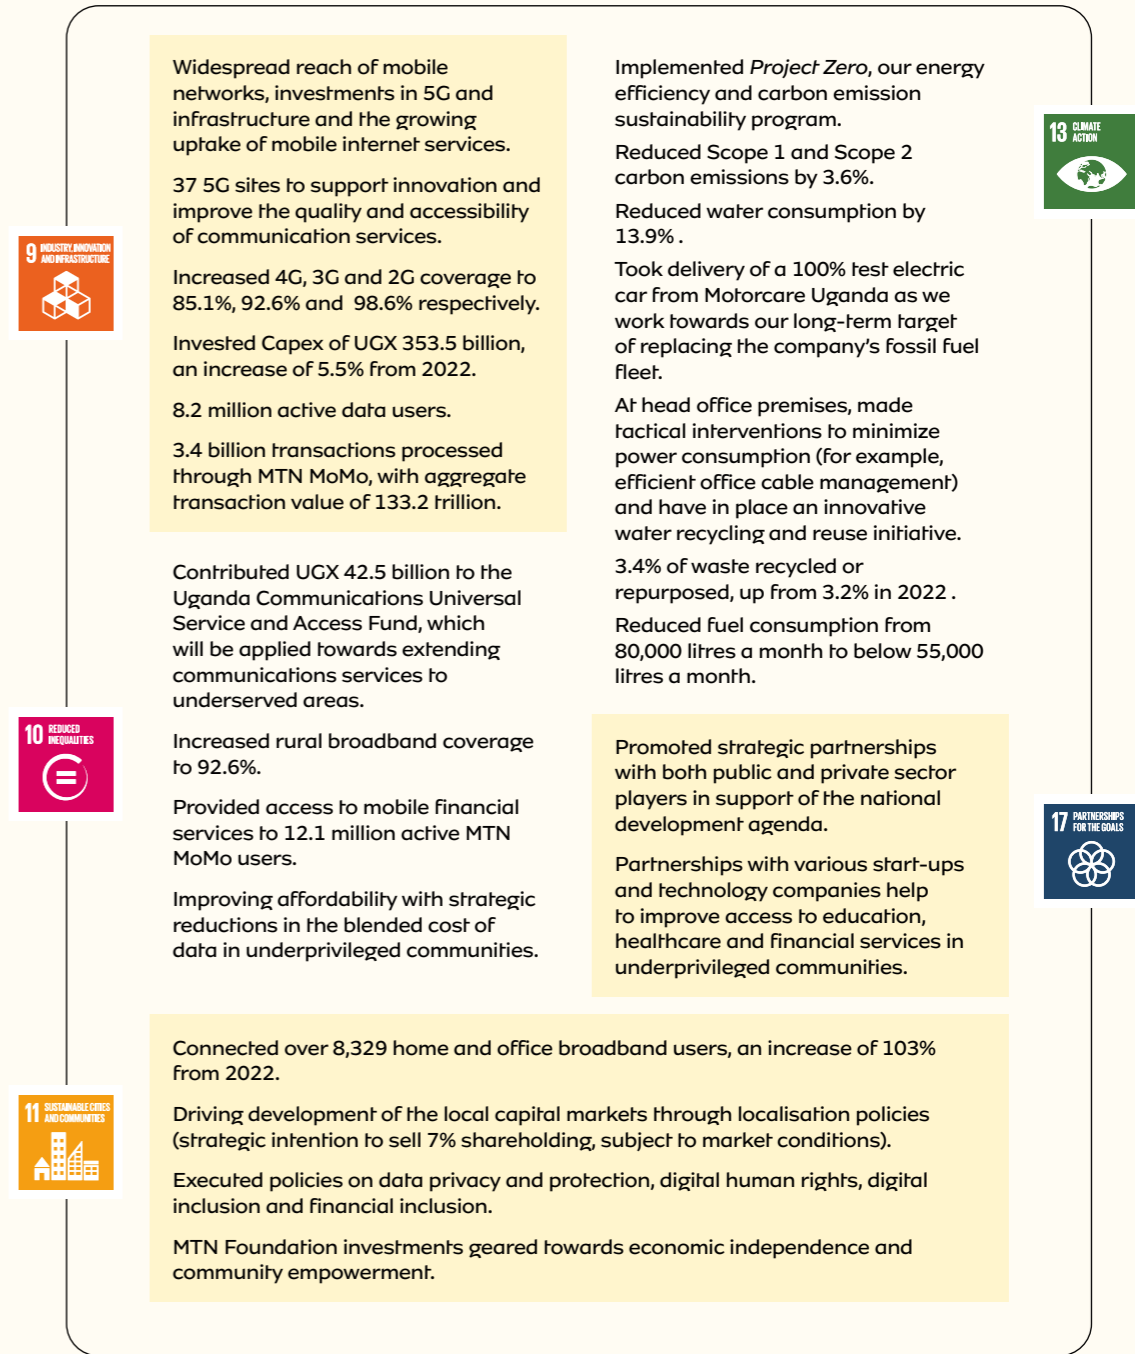 Widespread reach of mobile
networks, investments in 5G and
infrastructure and the growing
uptake of mobile internet services.
37 5G sites to support innovation and
improve the quality and accessibility
of communication services.
Increased 4G, 3G and 2G coverage to
85.1%, 92.6% and 98.6% respectively.
Invested Capex of UGX 353.5 billion,
an increase of 5.5% from 2022.
8.2 million active data users.
3.4 billion transactions processed
through MTN MoMo, with aggregate
transaction value of 133.2 trillion.
9 INDUSTRY, INNOVATION
AND INFRASTRUCTURE
Contributed UGX 42.5 billion to the
Uganda Communications Universal
Service and Access Fund, which
will be applied towards extending
communications services to
underserved areas.
Increased rural broadband coverage
to 92.6%.
Provided access to mobile financial
services to 12.1 million active MTN
MoMo users.
Improving affordability with strategic
reductions in the blended cost of
data in underprivileged communities.
10 REDUCED
INEQUALITIES
Implemented Project Zero, our energy
efficiency and carbon emission
sustainability program.
Reduced Scope 1 and Scope 2
carbon emissions by 3.6%.
Reduced water consumption by
13.9% .
Took delivery of a 100% test electric
car from Motorcare Uganda as we
work towards our long-term target
of replacing the company's fossil fuel
fleet.
At head office premises, made
tactical interventions to minimize
power consumption (for example,
efficient office cable management)
and have in place an innovative
water recycling and reuse initiative.
3.4% of waste recycled or
repurposed, up from 3.2% in 2022 .
Reduced fuel consumption from
80,000 litres a month to below 55,000
litres a month.
13 CLIMATE
ACTION
Promoted strategic partnerships
with both public and private sector
players in support of the national
development agenda.
Partnerships with various start-ups
and technology companies help
to improve access to education,
healthcare and financial services in
underprivileged communities.
17 PARTNERSHIPS
FOR THE GOALS
Connected over 8,329 home and office broadband users, an increase of 103%
from 2022.
Driving development of the local capital markets through localisation policies
(strategic intention to sell 7% shareholding, subject to market conditions).
Executed policies on data privacy and protection, digital human rights, digital
inclusion and financial inclusion.
MTN Foundation investments geared towards economic independence and
community empowerment.
11 SUSTAINABLE CITIES
AND COMMUNITIES